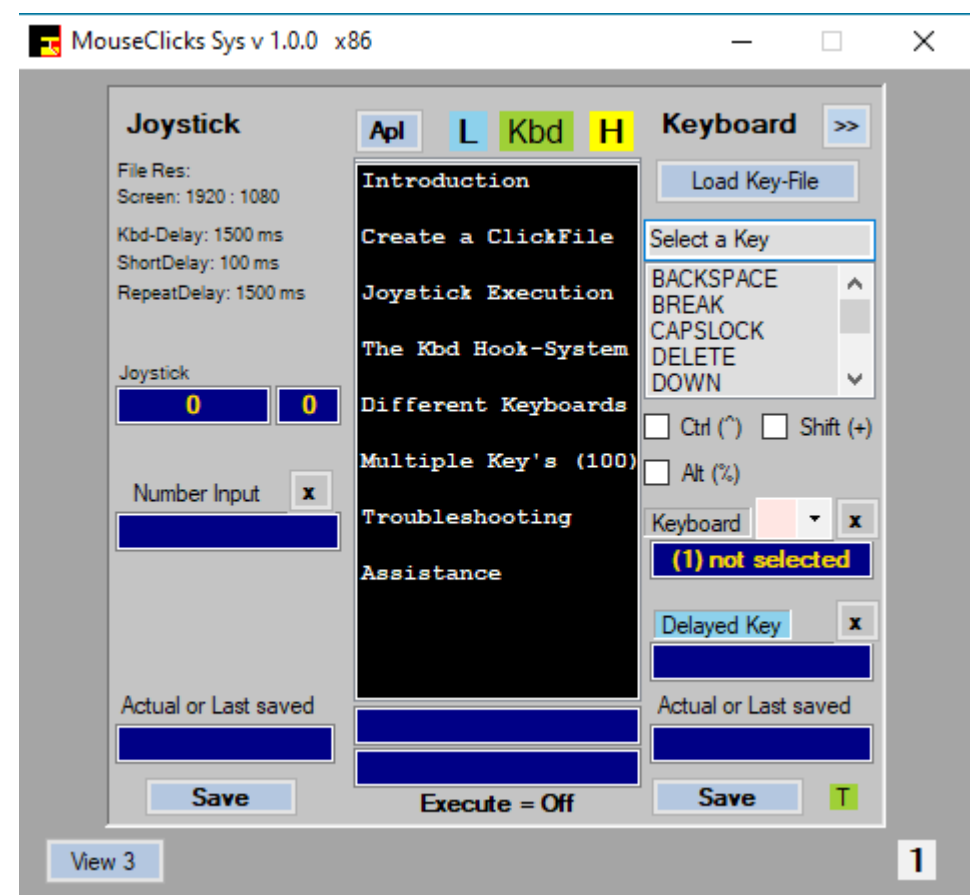 MouseClicks Sys v 1.0.0 x86
Joystick
File Res:
Screen: 1920 : 1080
Kbd-Delay: 1500 ms
ShortDelay: 100 ms
RepeatDelay: 1500 ms
Joystick
0 0
Number Input x
Actual or Last saved
Save
Apl L Kbd H
Introduction
Create a ClickFile
Joystick Execution
The Kbd Hook-System
Different Keyboards
Multiple Key's (100)
Troubleshooting
Assistance
Execute = Off
Keyboard >>
Load Key-File
Select a Key
BACKSPACE
BREAK
CAPSLOCK
DELETE
DOWN
Ctrl (^) Shift (+)
Alt (%)
Keyboard x
(1) not selected
Delayed Key x
Actual or Last saved
Save T
View 3
1